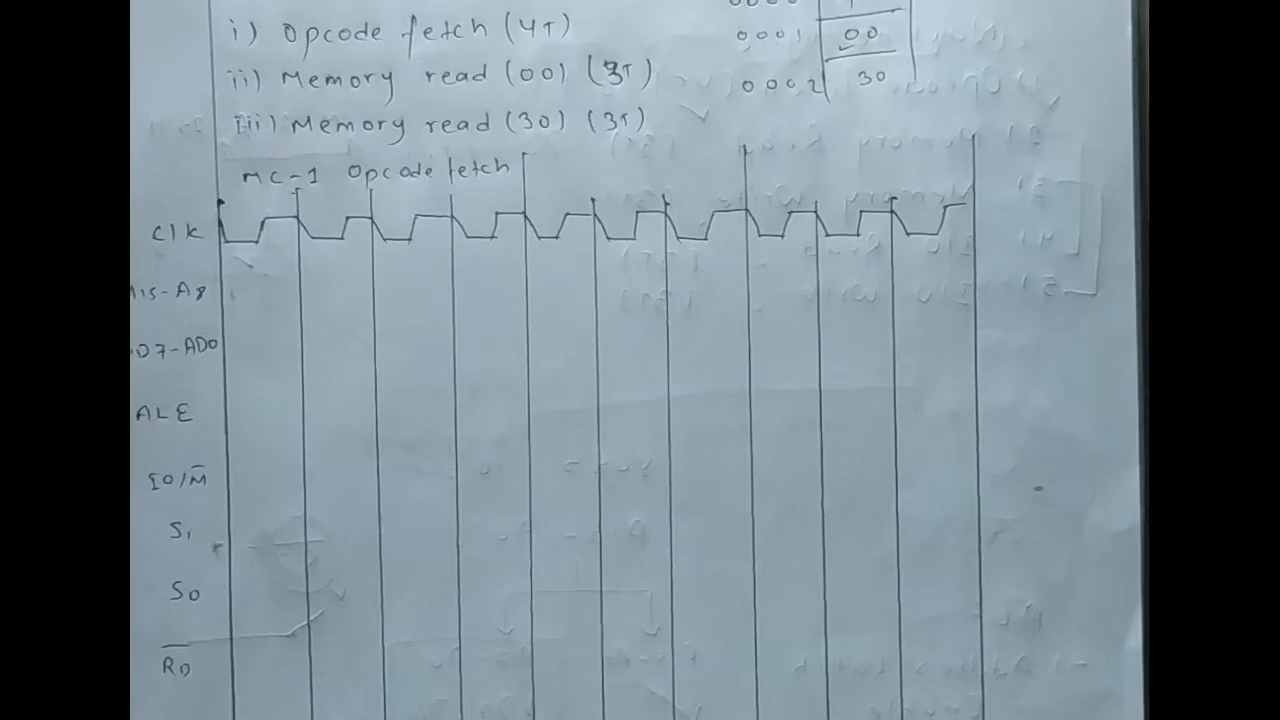 i) Opcode fetch (4T)
ii) Memory read (00) (3T)
iii) Memory read (30) (3T)
0001 00
0002 30
MC-1 Opcode fetch
Clk
A15-A8
AD7-AD0
ALE
IO/M̅
S1
S0
R̅D̅